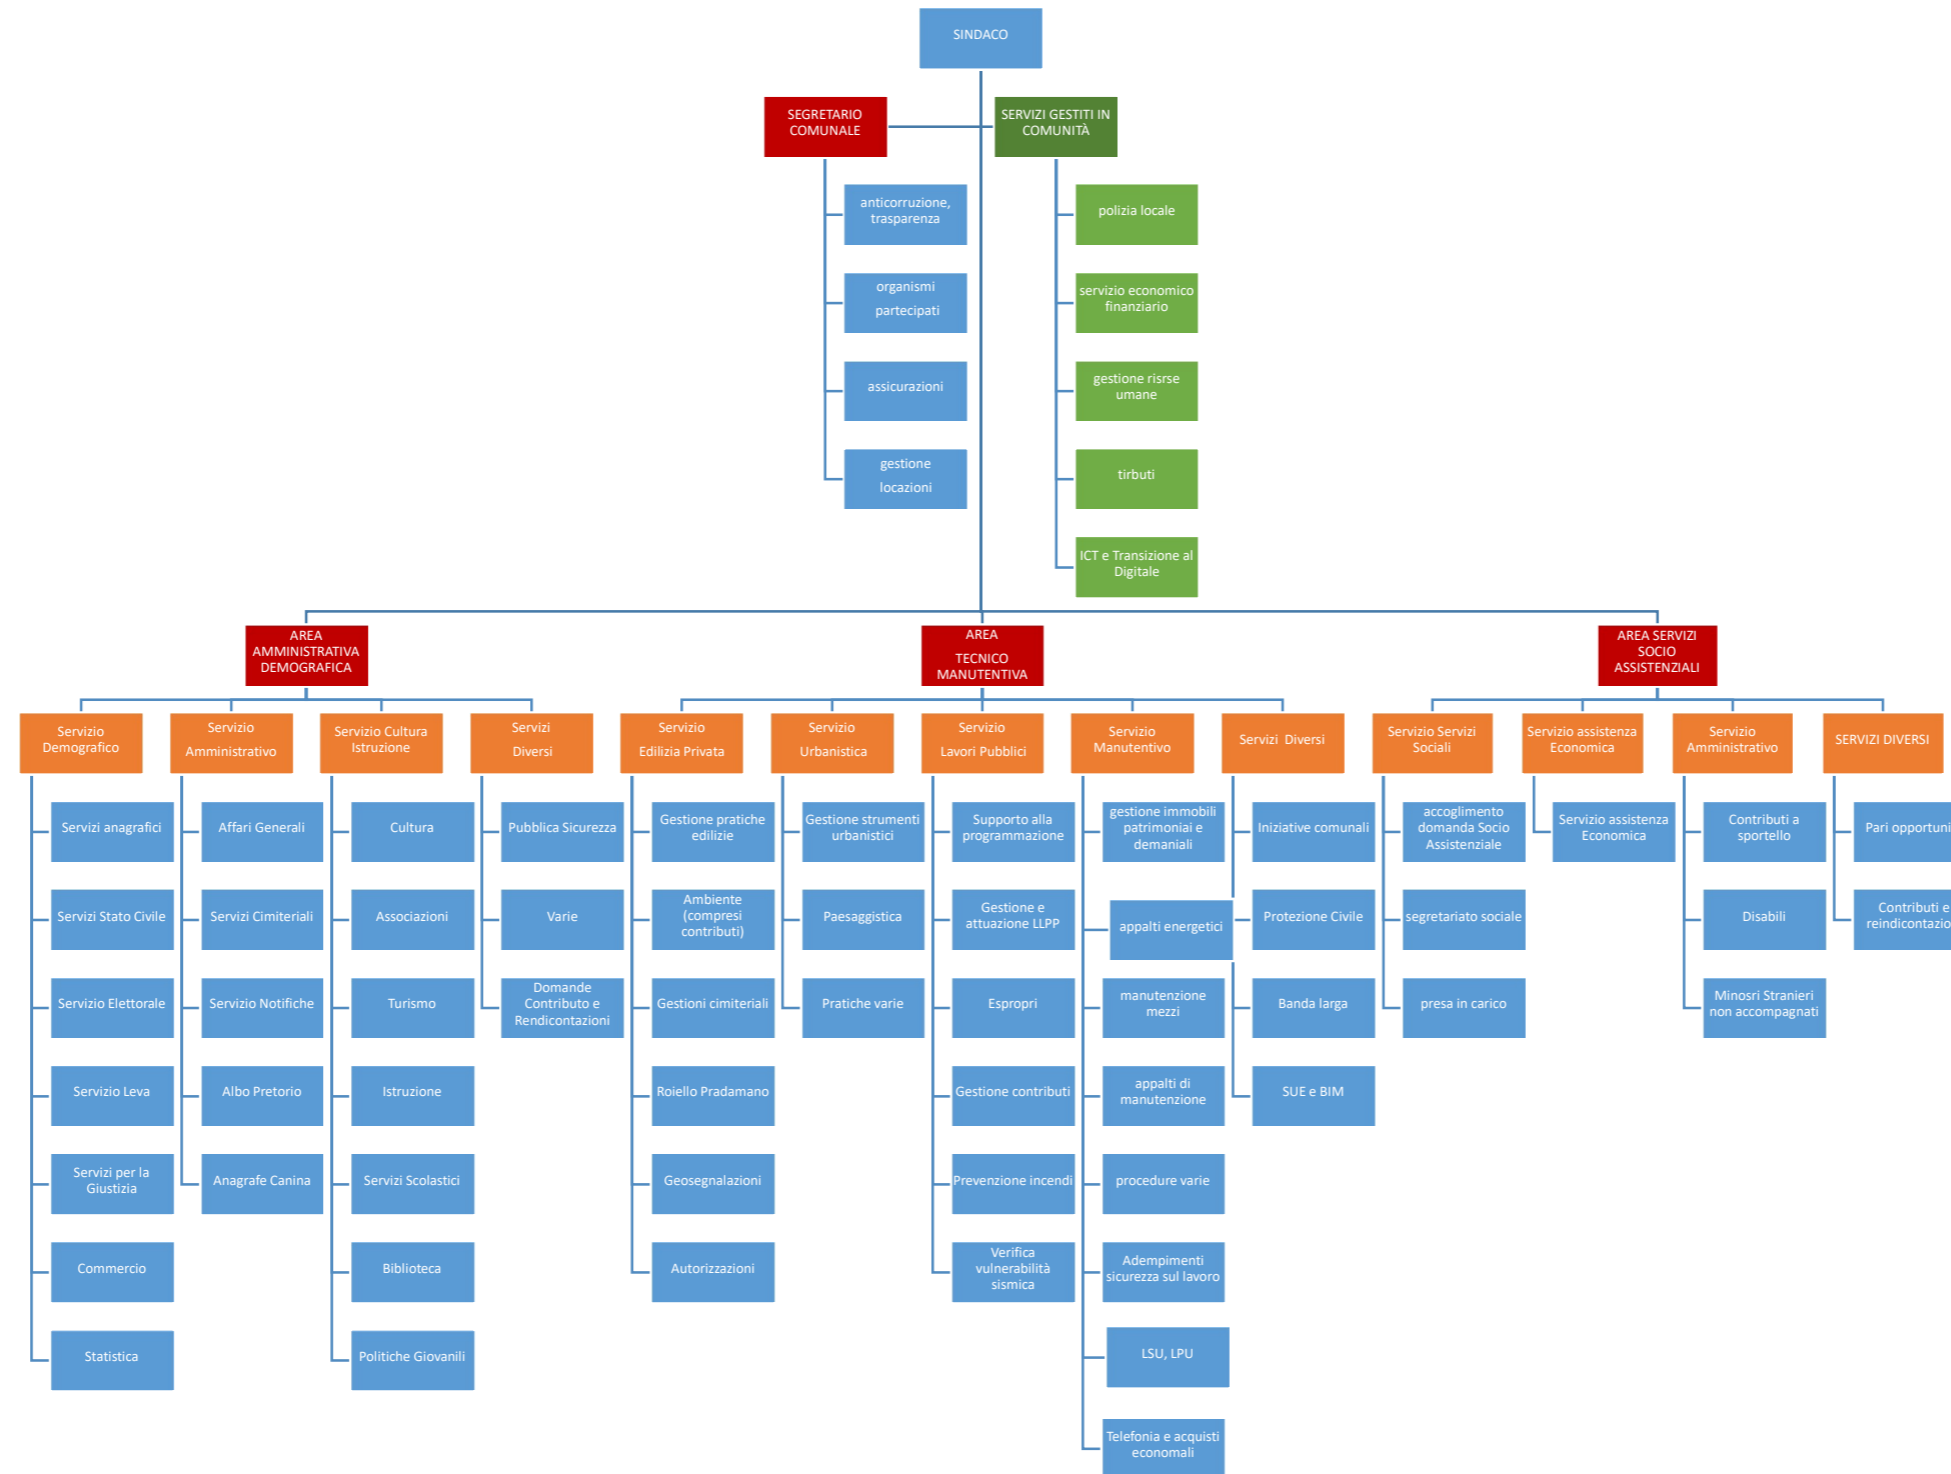 SINDACO
SEGRETARIO
COMUNALE
SERVIZI GESTITI IN
COMUNITÀ
anticorruzione,
trasparenza
organismi
partecipati
assicurazioni
gestione
locazioni
polizia locale
servizio economico
finanziario
gestione risrse
umane
tirbuti
ICT e Transizione al
Digitale
AREA
AMMINISTRATIVA
DEMOGRAFICA
AREA
TECNICO
MANUTENTIVA
AREA SERVIZI
SOCIO
ASSISTENZIALI
Servizio
Demografico
Servizi anagrafici
Servizi Stato Civile
Servizio Elettorale
Servizio Leva
Servizi per la
Giustizia
Commercio
Statistica
Servizio
Amministrativo
Affari Generali
Servizi Cimiteriali
Servizio Notifiche
Albo Pretorio
Anagrafe Canina
Servizio Cultura
Istruzione
Cultura
Associazioni
Turismo
Istruzione
Servizi Scolastici
Biblioteca
Politiche Giovanili
Servizi
Diversi
Pubblica Sicurezza
Varie
Domande
Contributo e
Rendicontazioni
Servizio
Edilizia Privata
Gestione pratiche
edilizie
Ambiente
(compresi
contributi)
Gestioni cimiteriali
Roiello Pradamano
Geosegnalazioni
Autorizzazioni
Servizio
Urbanistica
Gestione strumenti
urbanistici
Paesaggistica
Pratiche varie
Servizio
Lavori Pubblici
Supporto alla
programmazione
Gestione e
attuazione LLPP
Espropri
Gestione contributi
Prevenzione incendi
Verifica
vulnerabilità
sismica
Servizio
Manutentivo
gestione immobili
patrimoniai e
demaniali
appalti energetici
manutenzione
mezzi
appalti di
manutenzione
procedure varie
Adempimenti
sicurezza sul lavoro
LSU, LPU
Telefonia e acquisti
economali
Servizi Diversi
Iniziative comunali
Protezione Civile
Banda larga
SUE e BIM
Servizio Servizi
Sociali
accoglimento
domanda Socio
Assistenziale
segretariato sociale
presa in carico
Servizio assistenza
Economica
Servizio assistenza
Economica
Servizio
Amministrativo
Contributi a
sportello
Disabili
Minosri Stranieri
non accompagnati
SERVIZI DIVERSI
Pari opportuni
Contributi e
reindicontazio